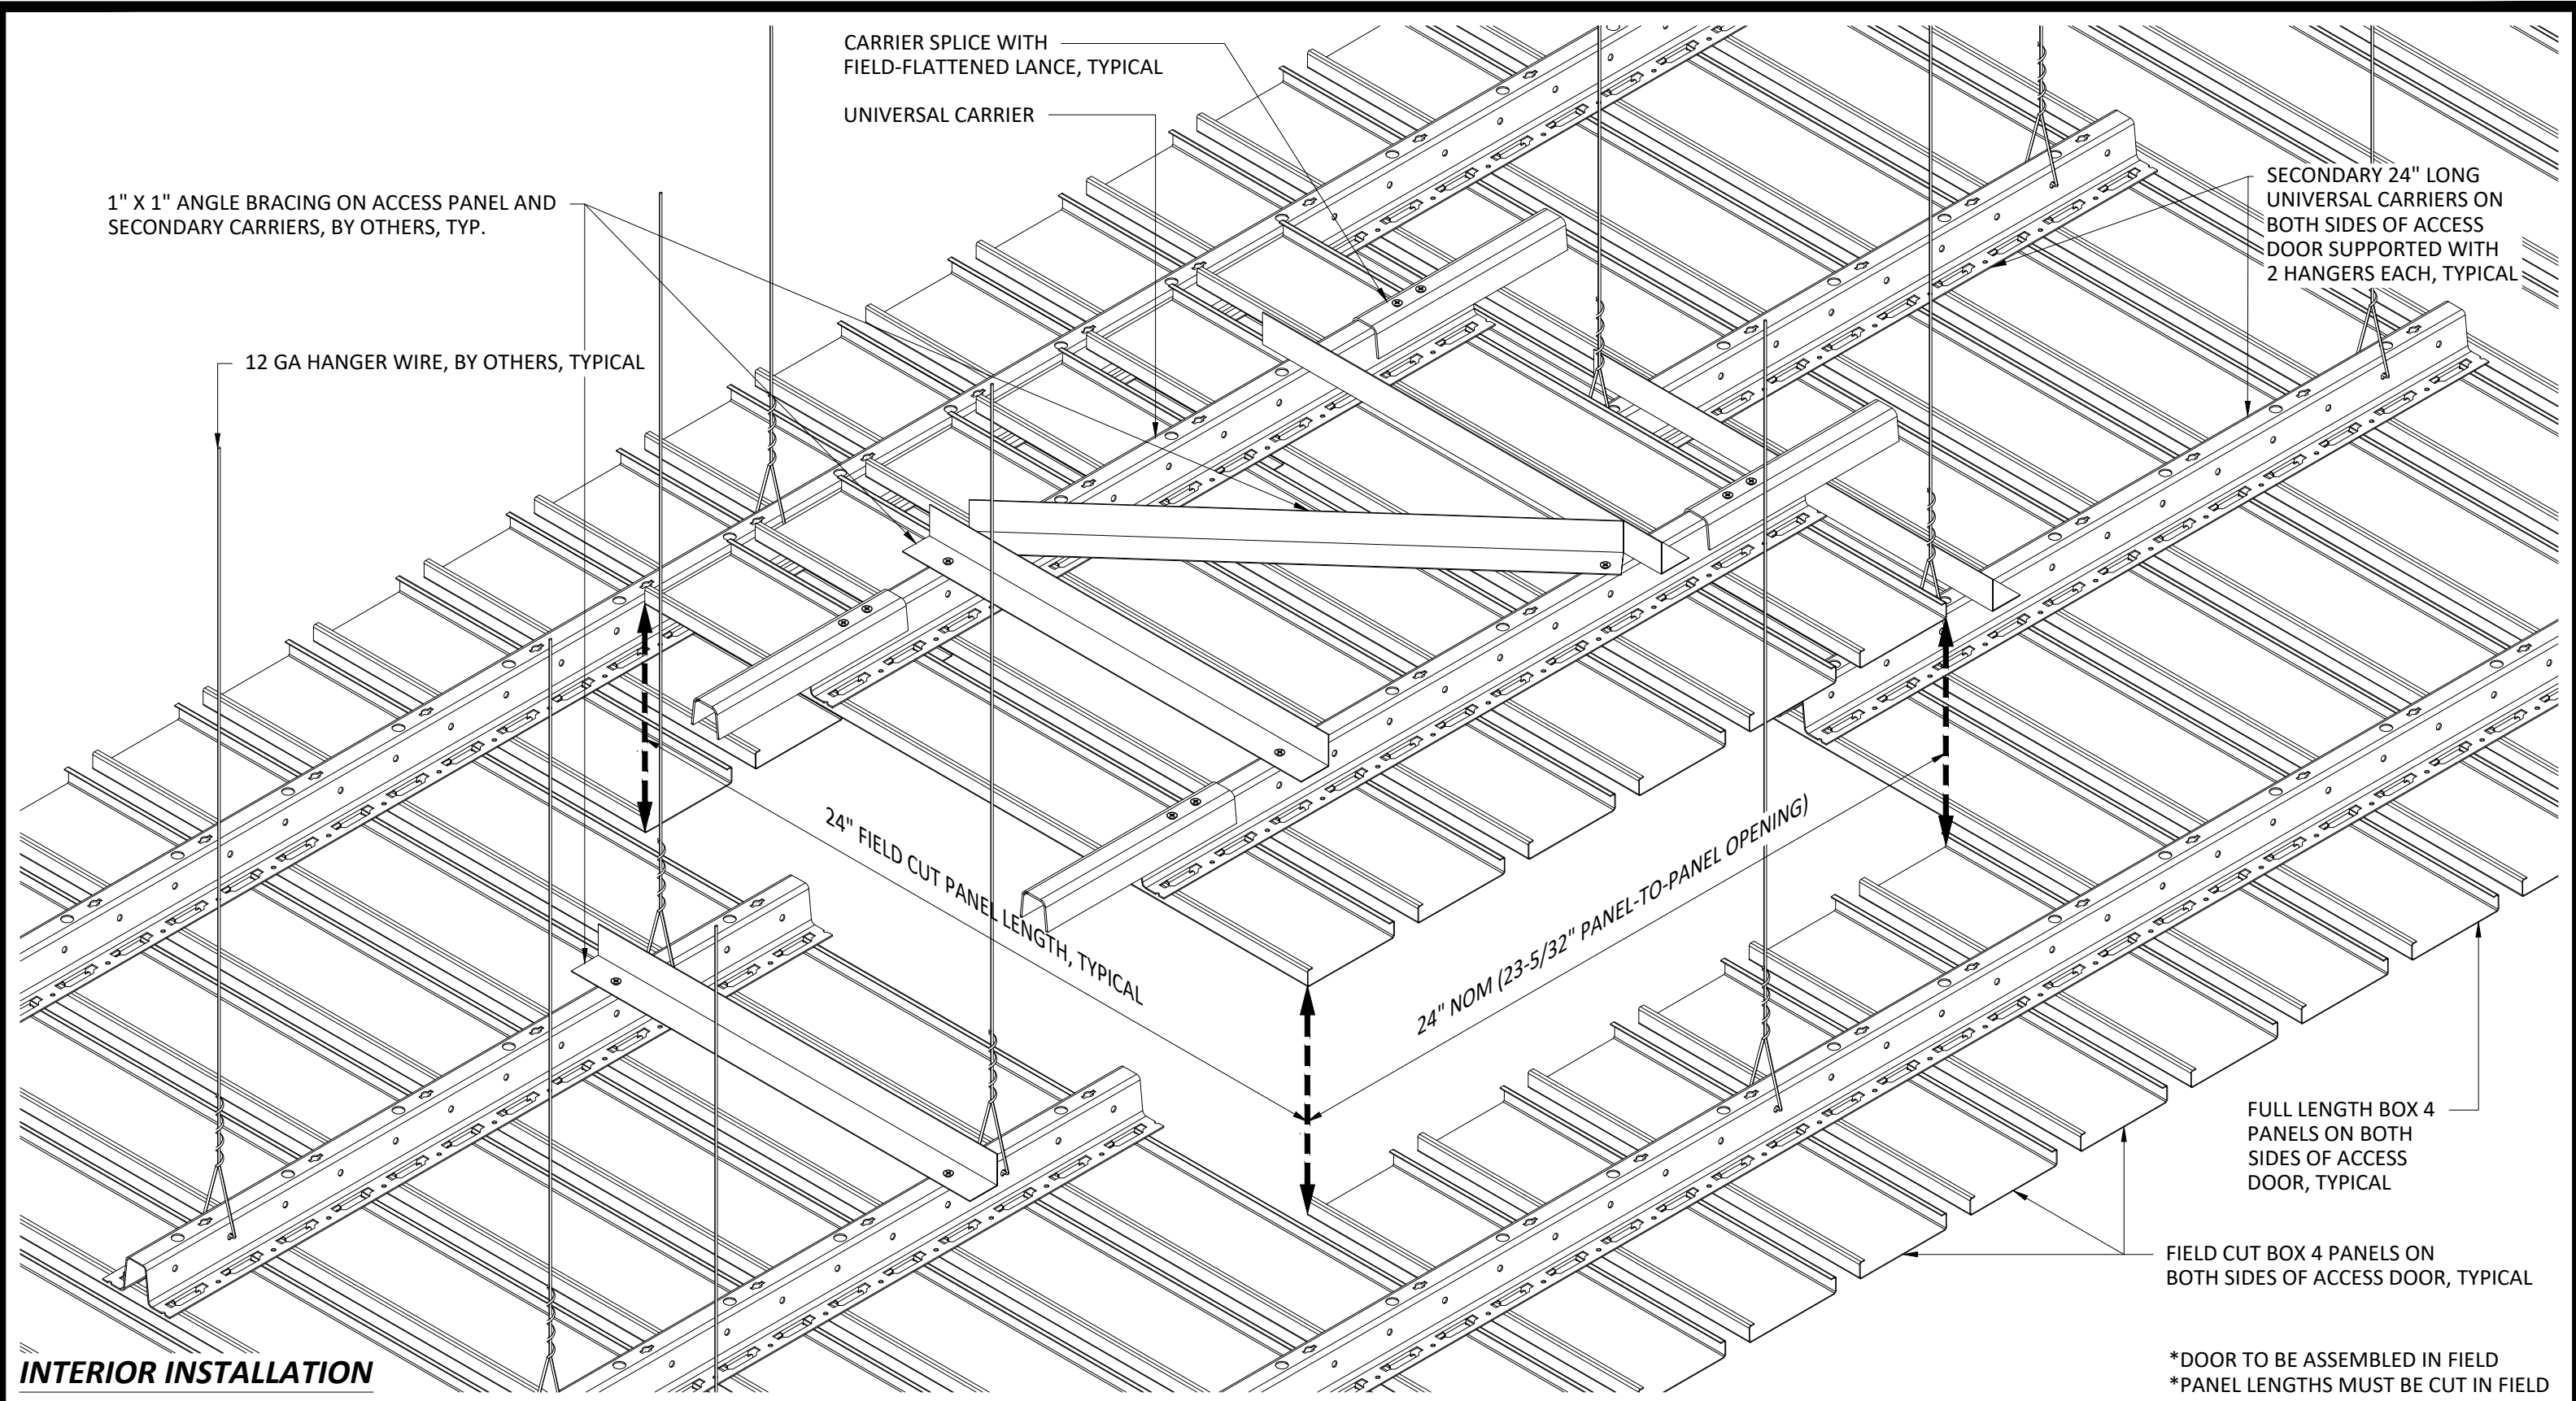 CARRIER SPLICE WITH
FIELD-FLATTENED LANCE, TYPICAL
UNIVERSAL CARRIER
1" X 1" ANGLE BRACING ON ACCESS PANEL AND
SECONDARY CARRIERS, BY OTHERS, TYP.
SECONDARY 24" LONG
UNIVERSAL CARRIERS ON
BOTH SIDES OF ACCESS
DOOR SUPPORTED WITH
2 HANGERS EACH, TYPICAL
12 GA HANGER WIRE, BY OTHERS, TYPICAL
24" FIELD CUT PANEL LENGTH, TYPICAL
24" NOM (23-5/32" PANEL-TO-PANEL OPENING)
FULL LENGTH BOX 4
PANELS ON BOTH
SIDES OF ACCESS
DOOR, TYPICAL
FIELD CUT BOX 4 PANELS ON
BOTH SIDES OF ACCESS DOOR, TYPICAL
INTERIOR INSTALLATION
*DOOR TO BE ASSEMBLED IN FIELD
*PANEL LENGTHS MUST BE CUT IN FIELD